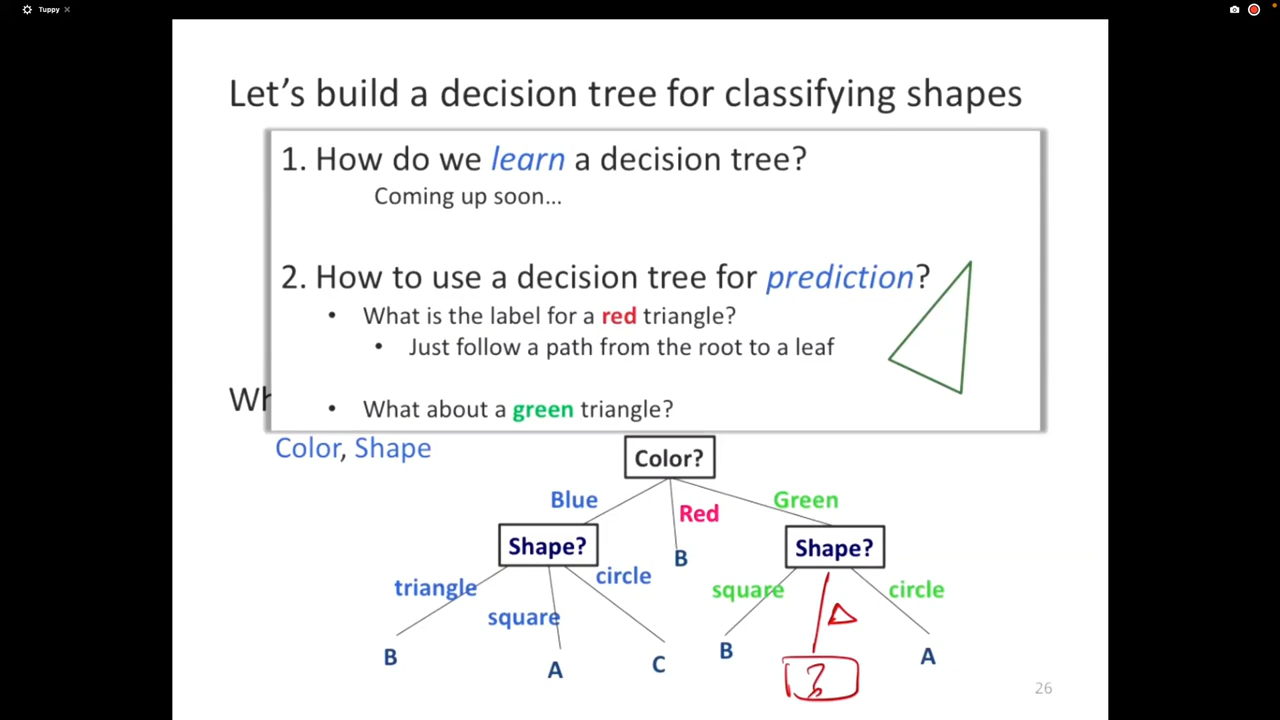 Tuppy
Let's build a decision tree for classifying shapes
1. How do we learn a decision tree?
Coming up soon...
2. How to use a decision tree for prediction?
• What is the label for a red triangle?
• Just follow a path from the root to a leaf
• What about a green triangle?
Wh
Color, Shape
Color?
Blue
Red
Green
Shape?
B
Shape?
triangle
square
circle
square
circle
B
A
C
B
?
A
26